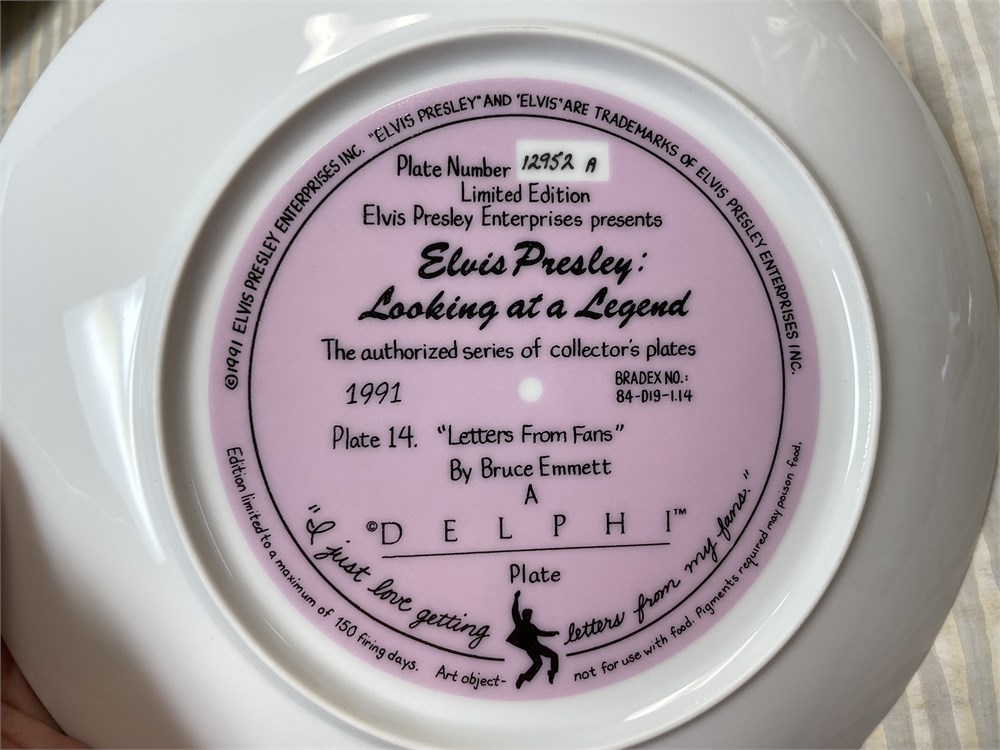 ©1991 ELVIS PRESLEY ENTERPRISES INC. "ELVIS PRESLEY" AND "ELVIS" ARE TRADEMARKS OF ELVIS PRESLEY ENTERPRISES INC.
Plate Number 12952 A
Limited Edition
Elvis Presley Enterprises presents
Elvis Presley:
Looking at a Legend
The authorized series of collector's plates
1991
BRADEX NO.:
84-D19-1.14
Plate 14. "Letters From Fans"
By Bruce Emmett
A
©DELPHI™
Plate
"I just love getting letters from my fans."
Edition limited to a maximum of 150 firing days. Art object- not for use with food. Pigments required may poison food.